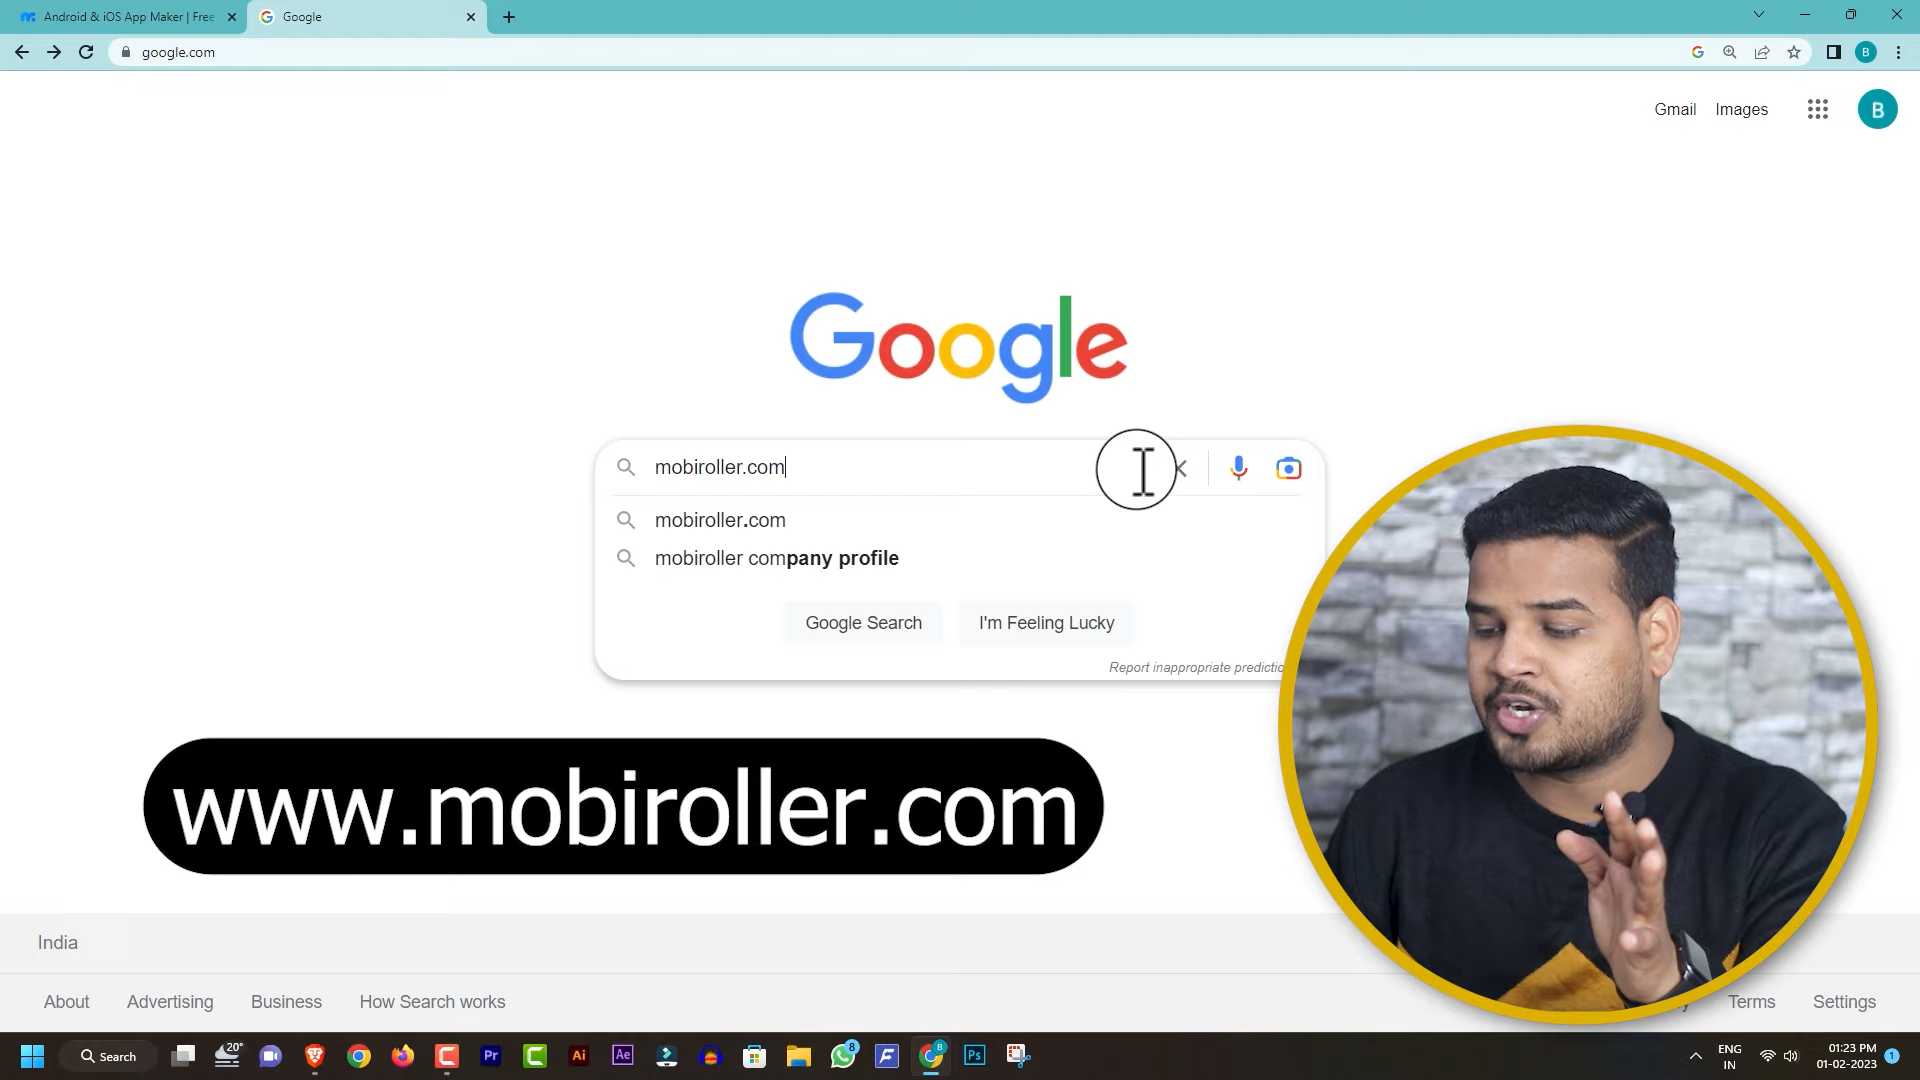 Android & iOS App Maker | Free
Google
google.com
B
Gmail
Images
B
Google
mobiroller.com
mobiroller.com
mobiroller company profile
Google Search
I'm Feeling Lucky
Report inappropriate predictio
www.mobiroller.com
India
About
Advertising
Business
How Search works
Terms
Settings
20°
Search
Pr
Ai
Ae
8
B
Ps
ENG
IN
01:23 PM
01-02-2023
1